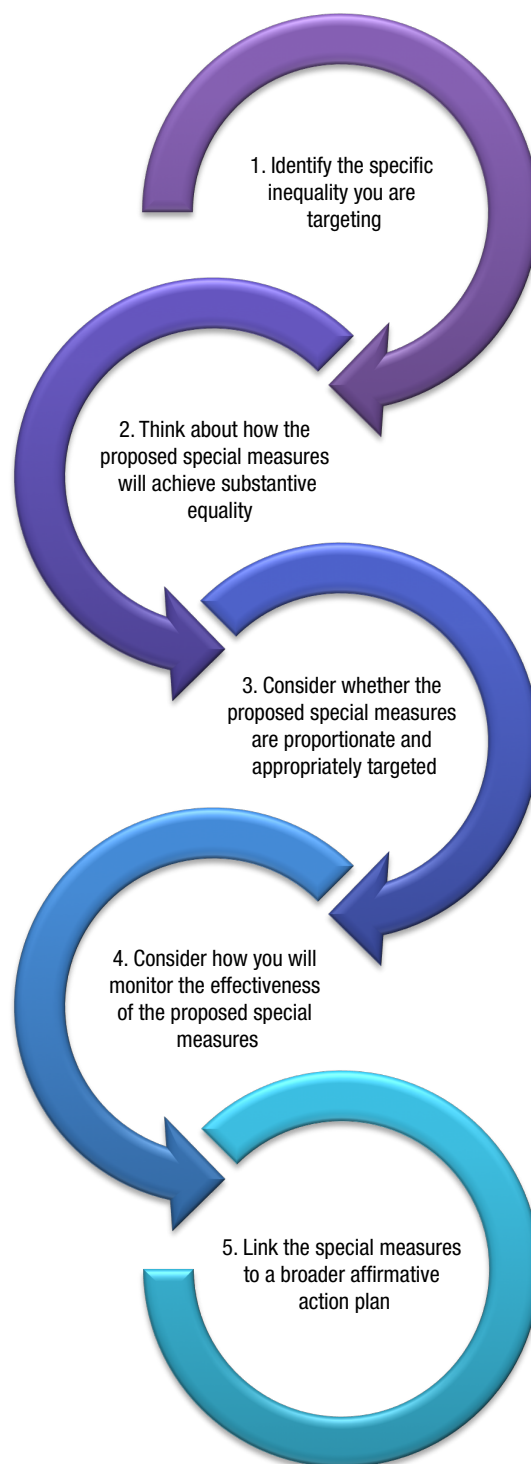 1. Identify the specific
inequality you are
targeting
2. Think about how the
proposed special measures
will achieve substantive
equality
3. Consider whether the
proposed special measures
are proportionate and
appropriately targeted
4. Consider how you will
monitor the effectiveness
of the proposed special
measures
5. Link the special measures
to a broader affirmative
action plan